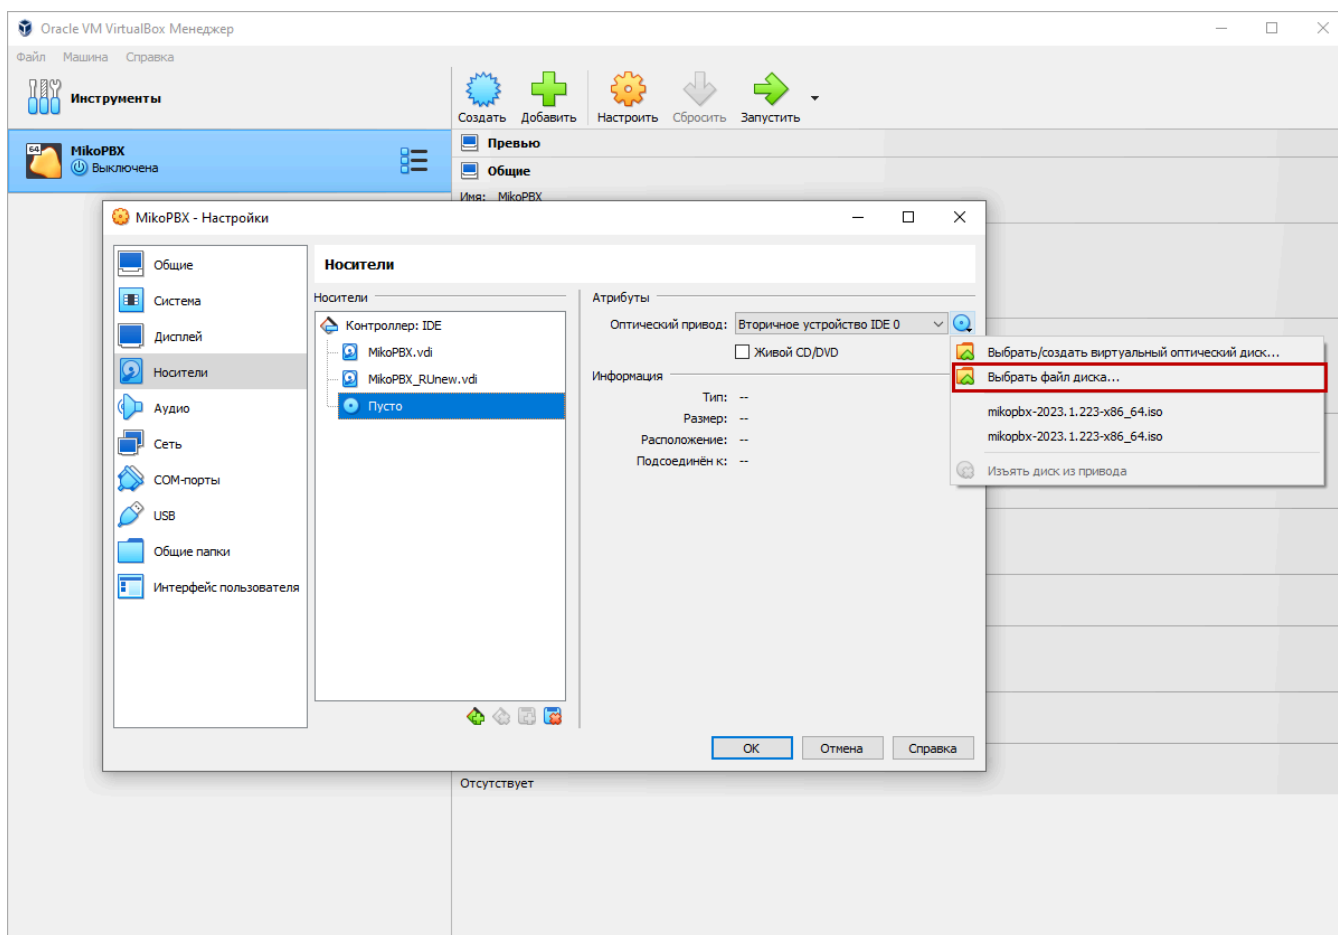 Oracle VM VirtualBox Менеджер
Файл Машина Справка
Инструменты
Создать Добавить Настроить Сбросить Запустить
64
MikoPBX
Выключена
Превью
Общие
Имя: MikoPBX
MikoPBX - Настройки
Общие
Система
Дисплей
Носители
Аудио
Сеть
COM-порты
USB
Общие папки
Интерфейс пользователя
Носители
Носители
Контроллер: IDE
MikoPBX.vdi
MikoPBX_RUnew.vdi
Пусто
Атрибуты
Оптический привод: Вторичное устройство IDE 0
Живой CD/DVD
Информация
Тип: --
Размер: --
Расположение: --
Подсоединён к: --
Выбрать/создать виртуальный оптический диск...
Выбрать файл диска...
mikopbx-2023.1.223-x86_64.iso
mikopbx-2023.1.223-x86_64.iso
Изъять диск из привода
OK Отмена Справка
Отсутствует